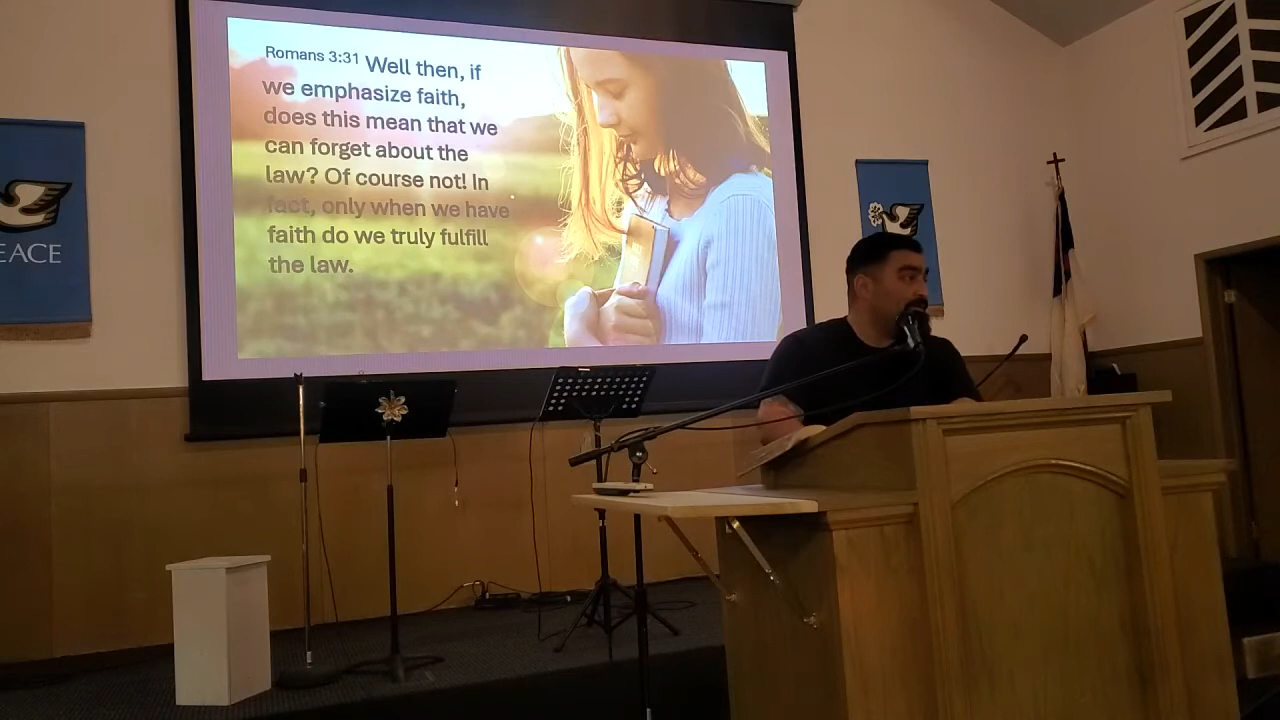 Romans 3:31 Well then, if
we emphasize faith,
does this mean that we
can forget about the
law? Of course not! In
fact, only when we have
faith do we truly fulfill
the law.
EACE